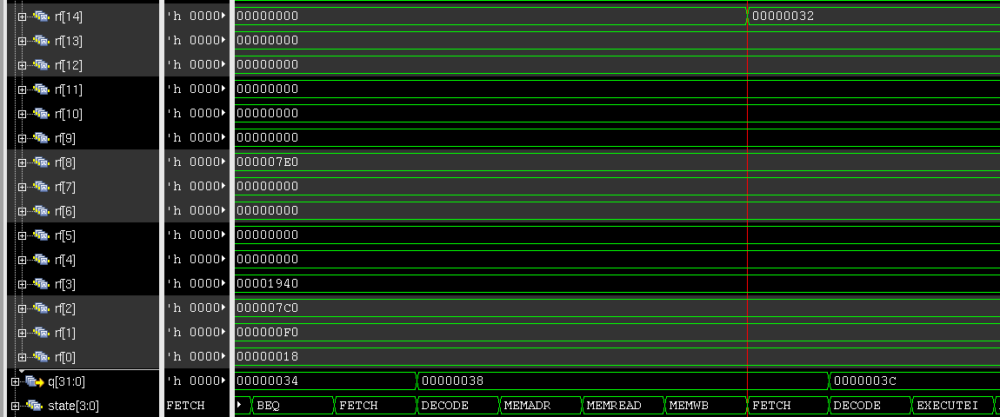 rf[14] 'h 0000 00000000 00000032
rf[13] 'h 0000 00000000
rf[12] 'h 0000 00000000
rf[11] 'h 0000 00000000
rf[10] 'h 0000 00000000
rf[9] 'h 0000 00000000
rf[8] 'h 0000 000007E0
rf[7] 'h 0000 00000000
rf[6] 'h 0000 00000000
rf[5] 'h 0000 00000000
rf[4] 'h 0000 00000000
rf[3] 'h 0000 00001940
rf[2] 'h 0000 000007C0
rf[1] 'h 0000 000000F0
rf[0] 'h 0000 00000018
q[31:0] 'h 0000 00000034 00000038 0000003C
state[3:0] FETCH BEQ FETCH DECODE MEMADR MEMREAD MEMWB FETCH DECODE EXECUTEI